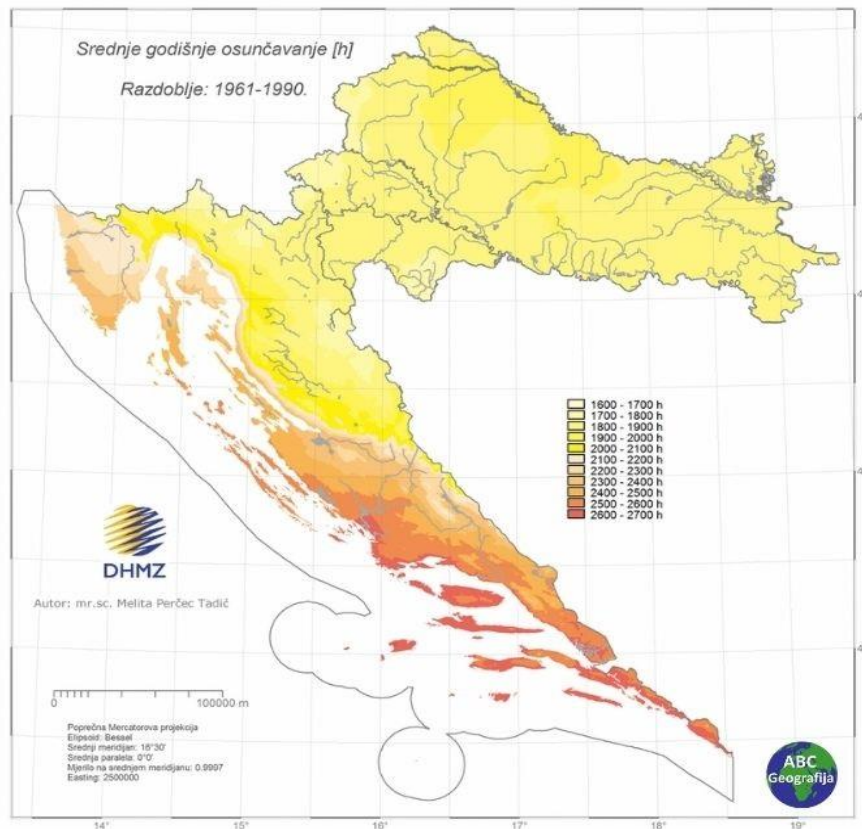 Srednje godišnje osunčavanje [h]
Razdoblje: 1961-1990.
1600 - 1700 h
1700 - 1800 h
1800 - 1900 h
1900 - 2000 h
2000 - 2100 h
2100 - 2200 h
2200 - 2300 h
2300 - 2400 h
2400 - 2500 h
2500 - 2600 h
2600 - 2700 h
DHMZ
Autor: mr.sc. Melita Perčec Tadić
0 100000 m
Poprečna Mercatorova projekcija
Elipsoid: Bessel
Srednji meridijan: 16°30'
Srednja paralela: 0°0'
Mjerilo na srednjem meridijanu: 0.9997
Easting: 2500000
ABC
Geografija
14° 15° 16° 17° 18° 19°